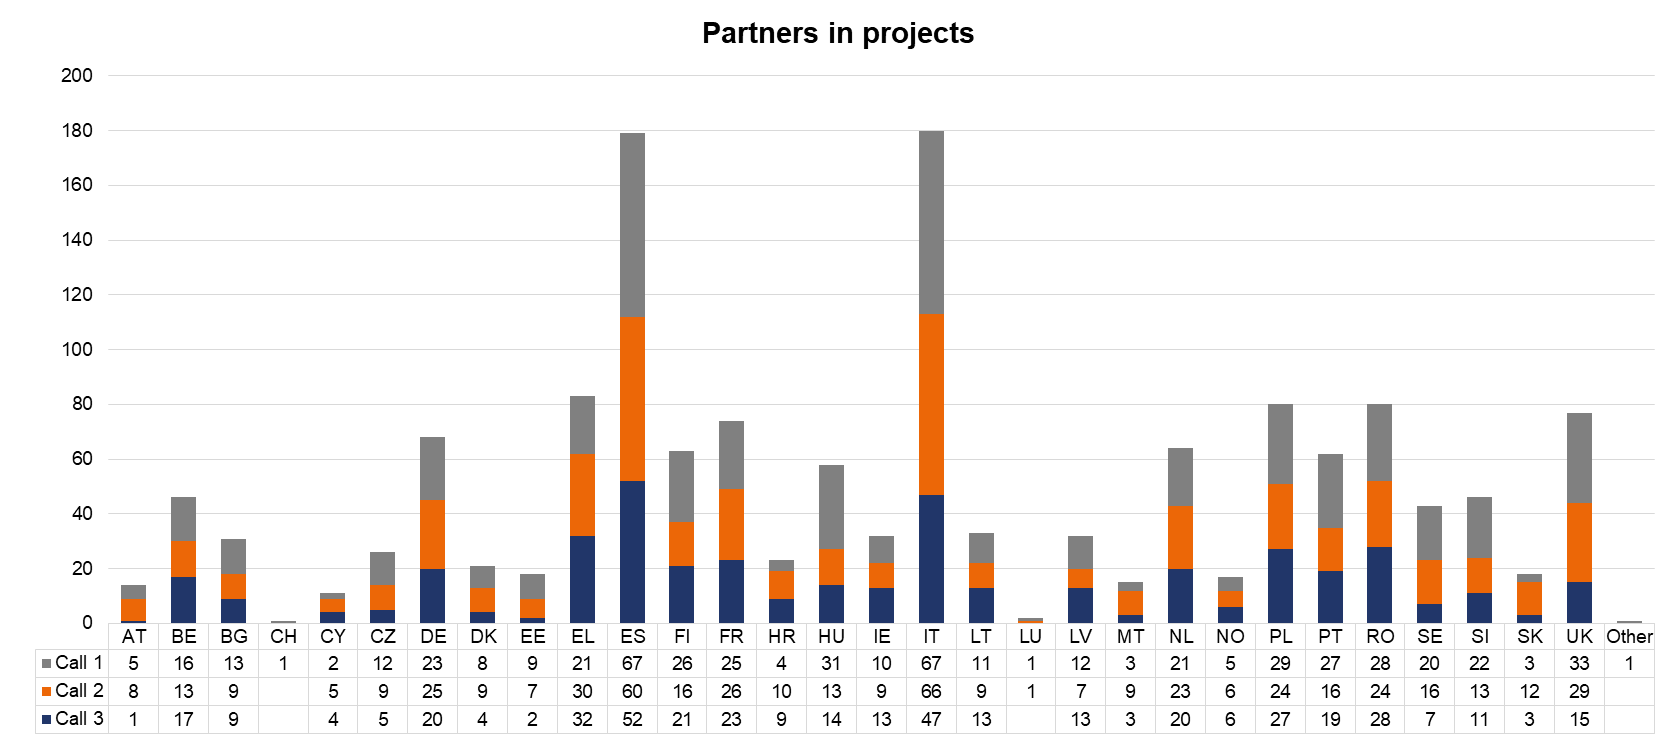 Partners in projects
200
180
160
140
120
100
80
60
40
20
0
AT BE BG CH CY CZ DE DK EE EL ES FI FR HR HU IE IT LT LU LV MT NL NO PL PT RO SE SI SK UK Other
Call 1 5 16 13 1 2 12 23 8 9 21 67 26 25 4 31 10 67 11 1 12 3 21 5 29 27 28 20 22 3 33 1
Call 2 8 13 9 5 9 25 9 7 30 60 16 26 10 13 9 66 9 1 7 9 23 6 24 16 24 16 13 12 29
Call 3 1 17 9 4 5 20 4 2 32 52 21 23 9 14 13 47 13 13 3 20 6 27 19 28 7 11 3 15